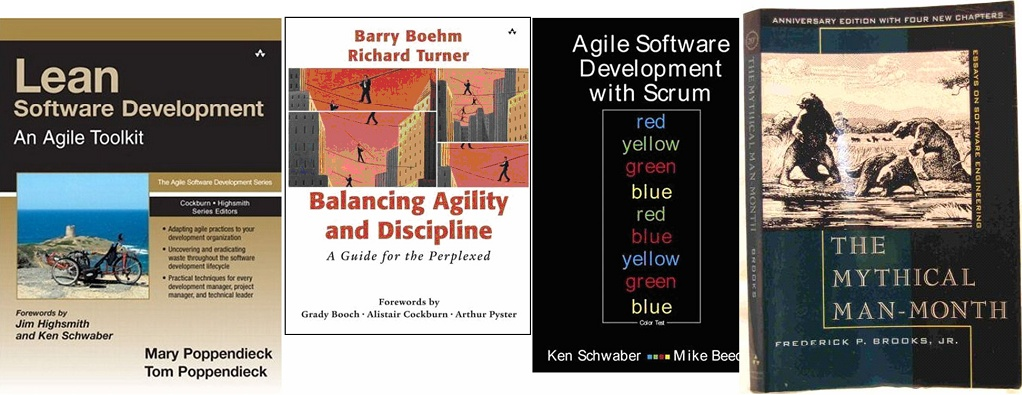 Lean
Software Development
An Agile Toolkit
The Agile Software Development Series
Cockburn • Highsmith
Series Editors
• Adapting agile practices to your
development organization
• Uncovering and eradicating
waste throughout the software
development lifecycle
• Practical techniques for every
development manager, project
manager, and technical leader
Forewords by
Jim Highsmith
and Ken Schwaber
Mary Poppendieck
Tom Poppendieck
Barry Boehm
Richard Turner
Balancing Agility
and Discipline
A Guide for the Perplexed
Forewords by
Grady Booch • Alistair Cockburn • Arthur Pyster
Agile Software
Development
with Scrum
red
yellow
green
blue
red
blue
yellow
green
blue
Color Test
Ken Schwaber Mike Beed
THE MYTHICAL MAN-MONTH
BROOKS
ANNIVERSARY EDITION WITH FOUR NEW CHAPTERS
ESSAYS ON SOFTWARE ENGINEERING
THE
MYTHICAL
MAN-MONTH
FREDERICK P. BROOKS, JR.